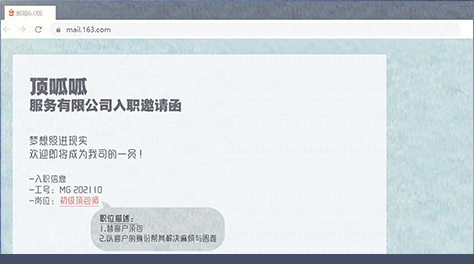 邮箱6.0版
mail.163.com
顶呱呱
服务有限公司入职邀请函
梦想照进现实
欢迎即将成为我司的一员！
-入职信息
-工号：MG 202110
-岗位：初级顶包师
职位描述：
1.替客户顶包
2.以客户的身份帮其解决麻烦与困难